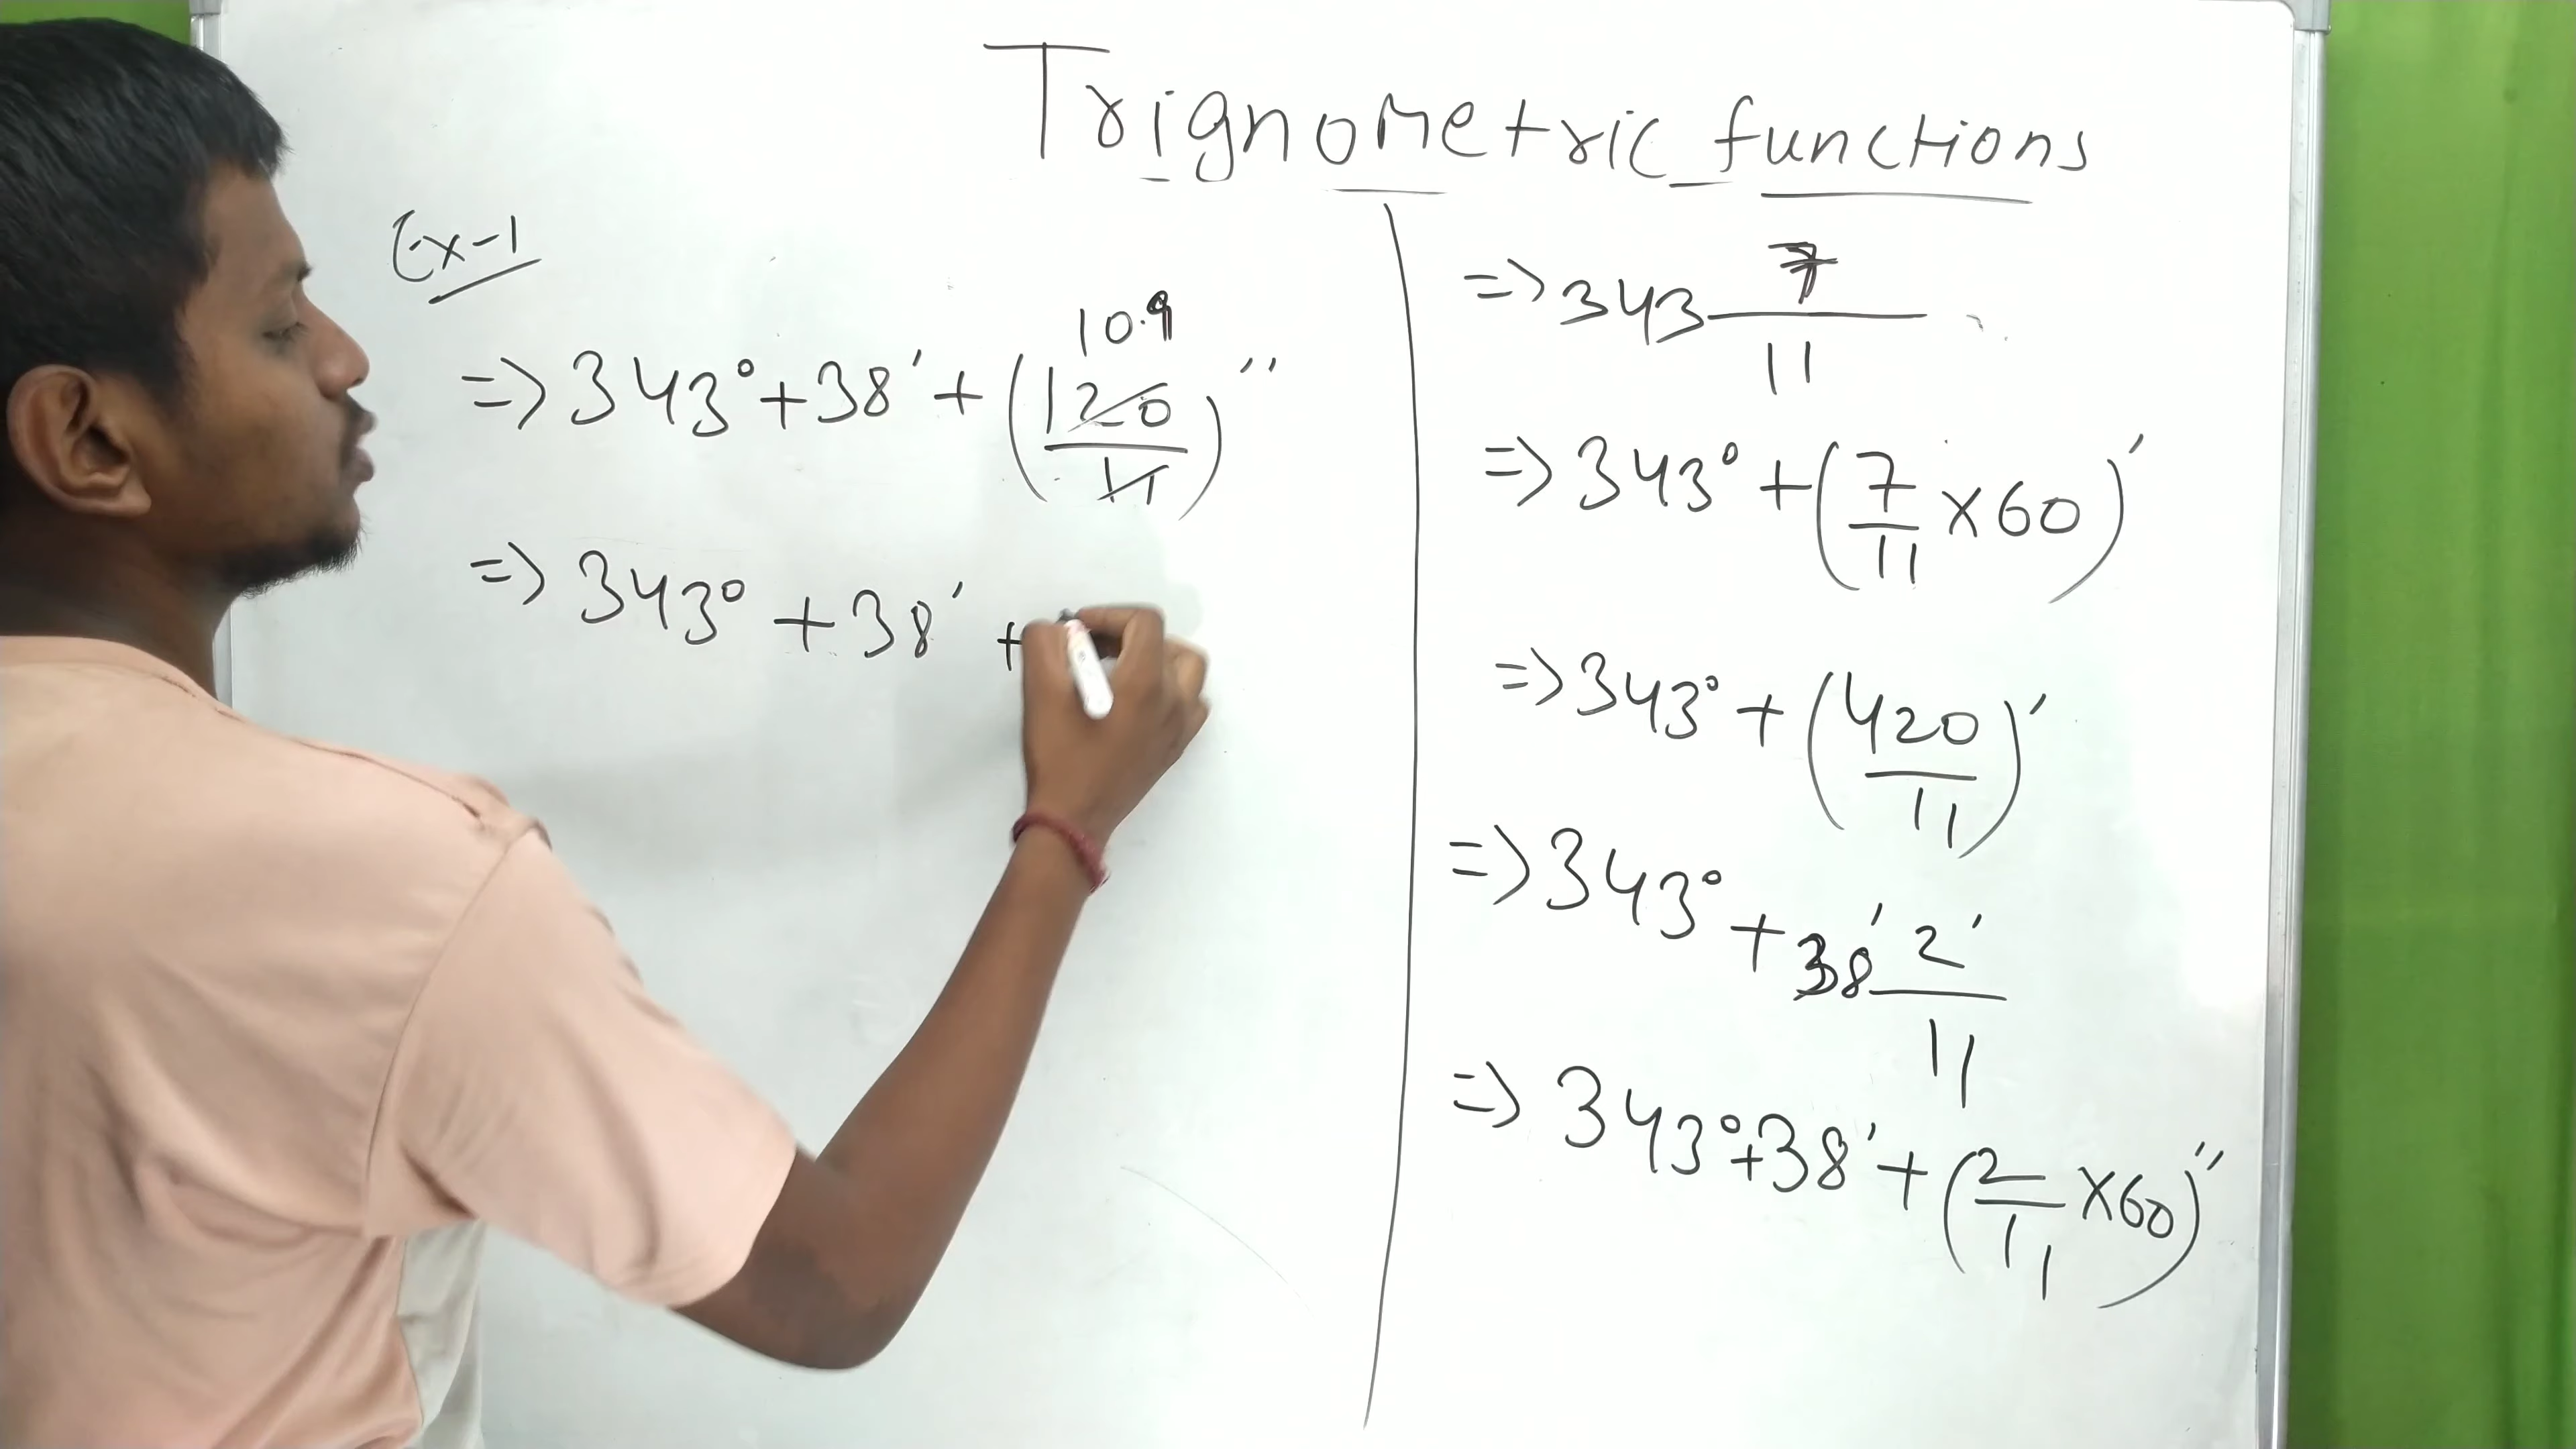 Trignometric functions
Ex-1
10.9
=> 343° + 38' + (120/11)''
=> 343° + 38' +
=> 343 7/11
=> 343° + (7/11 × 60)'
=> 343° + (420/11)'
=> 343° + 38' 2'/11
=> 343° + 38' + (2/11 × 60)''